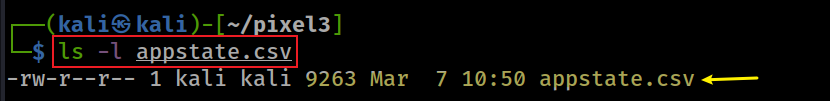 ┌──(kali㉿kali)-[~/pixel3]
└─$ ls -l appstate.csv
-rw-r--r-- 1 kali kali 9263 Mar  7 10:50 appstate.csv